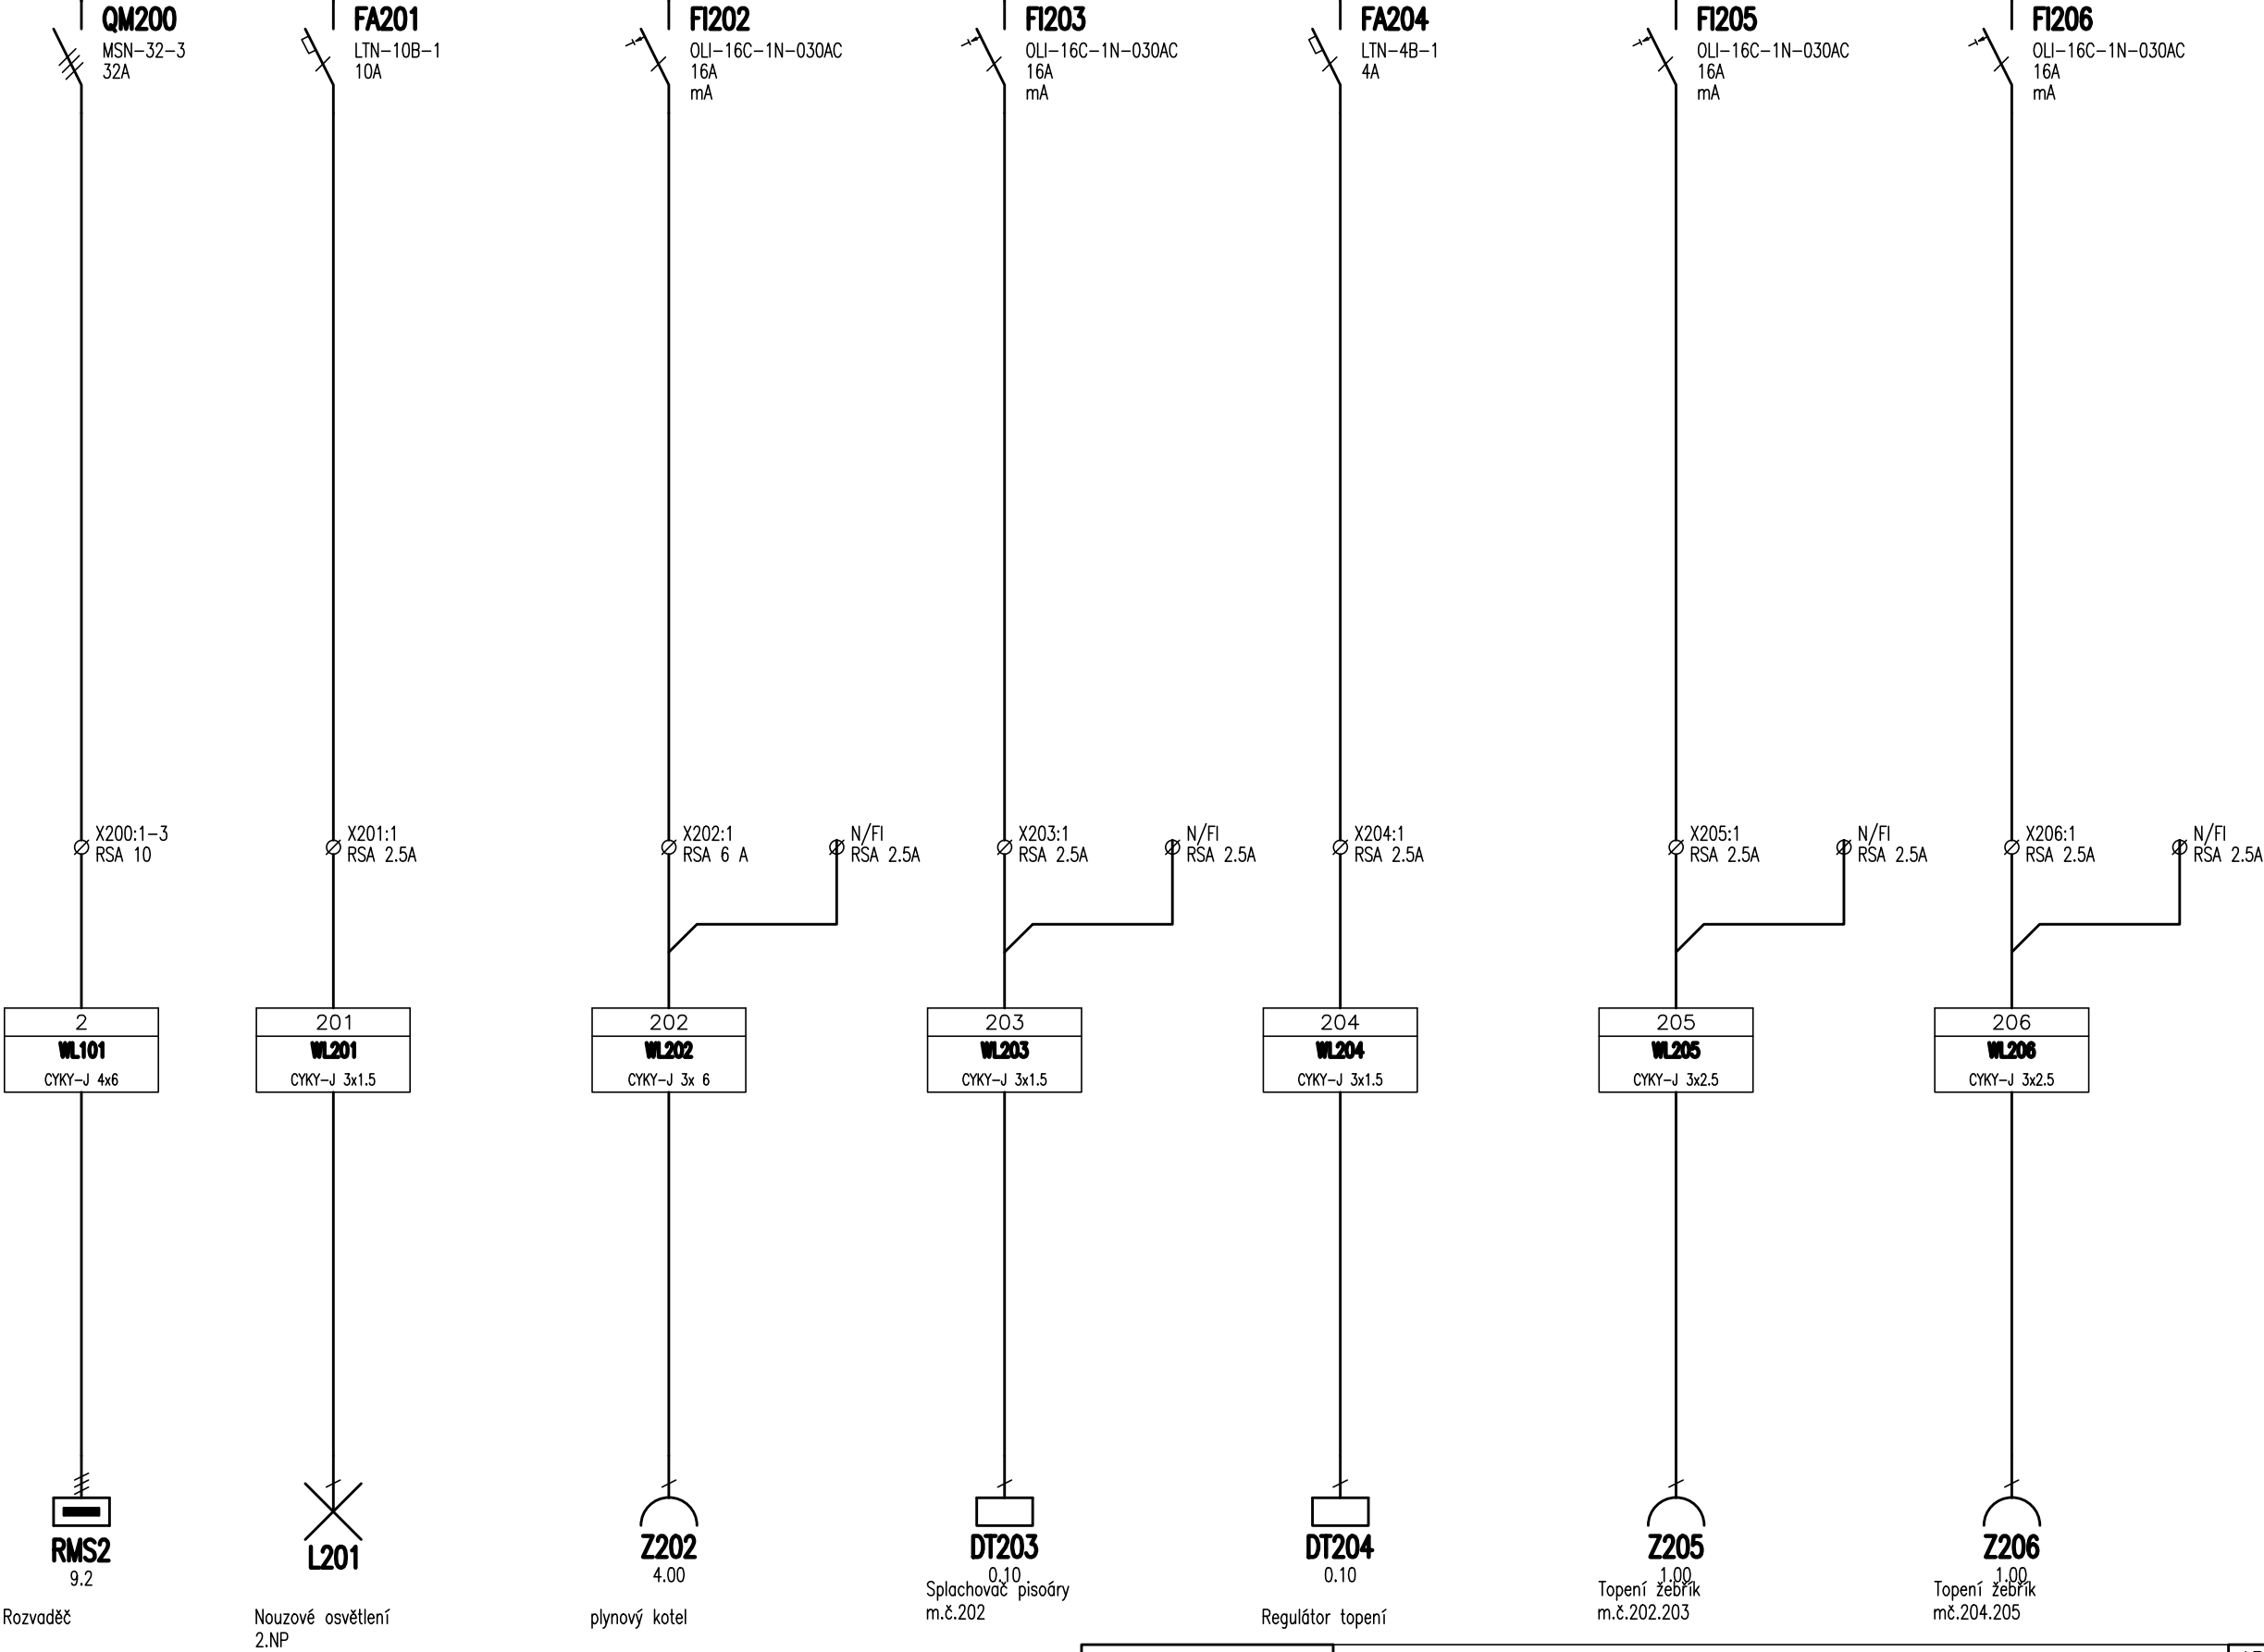 QM200
MSN-32-3
32A
FA201
LTN-10B-1
10A
FI202
OLI-16C-1N-030AC
16A
mA
FI203
OLI-16C-1N-030AC
16A
mA
FA204
LTN-4B-1
4A
FI205
OLI-16C-1N-030AC
16A
mA
FI206
OLI-16C-1N-030AC
16A
mA
X200:1-3
RSA 10
X201:1
RSA 2.5A
X202:1
RSA 6 A
N/FI
RSA 2.5A
X203:1
RSA 2.5A
N/FI
RSA 2.5A
X204:1
RSA 2.5A
X205:1
RSA 2.5A
N/FI
RSA 2.5A
X206:1
RSA 2.5A
N/FI
RSA 2.5A
2
WL101
CYKY-J 4x6
201
WL201
CYKY-J 3x1.5
202
WL202
CYKY-J 3x 6
203
WL203
CYKY-J 3x1.5
204
WL204
CYKY-J 3x1.5
205
WL205
CYKY-J 3x2.5
206
WL206
CYKY-J 3x2.5
RMS2
9.2
Rozvaděč
L201
Nouzové osvětlení
2.NP
Z202
4.00
plynový kotel
DT203
0.10
Splachovač pisoáry
m.č.202
DT204
0.10
Regulátor topení
Z205
1.00
Topení žebřík
m.č.202.203
Z206
1.00
Topení žebřík
mč.204.205